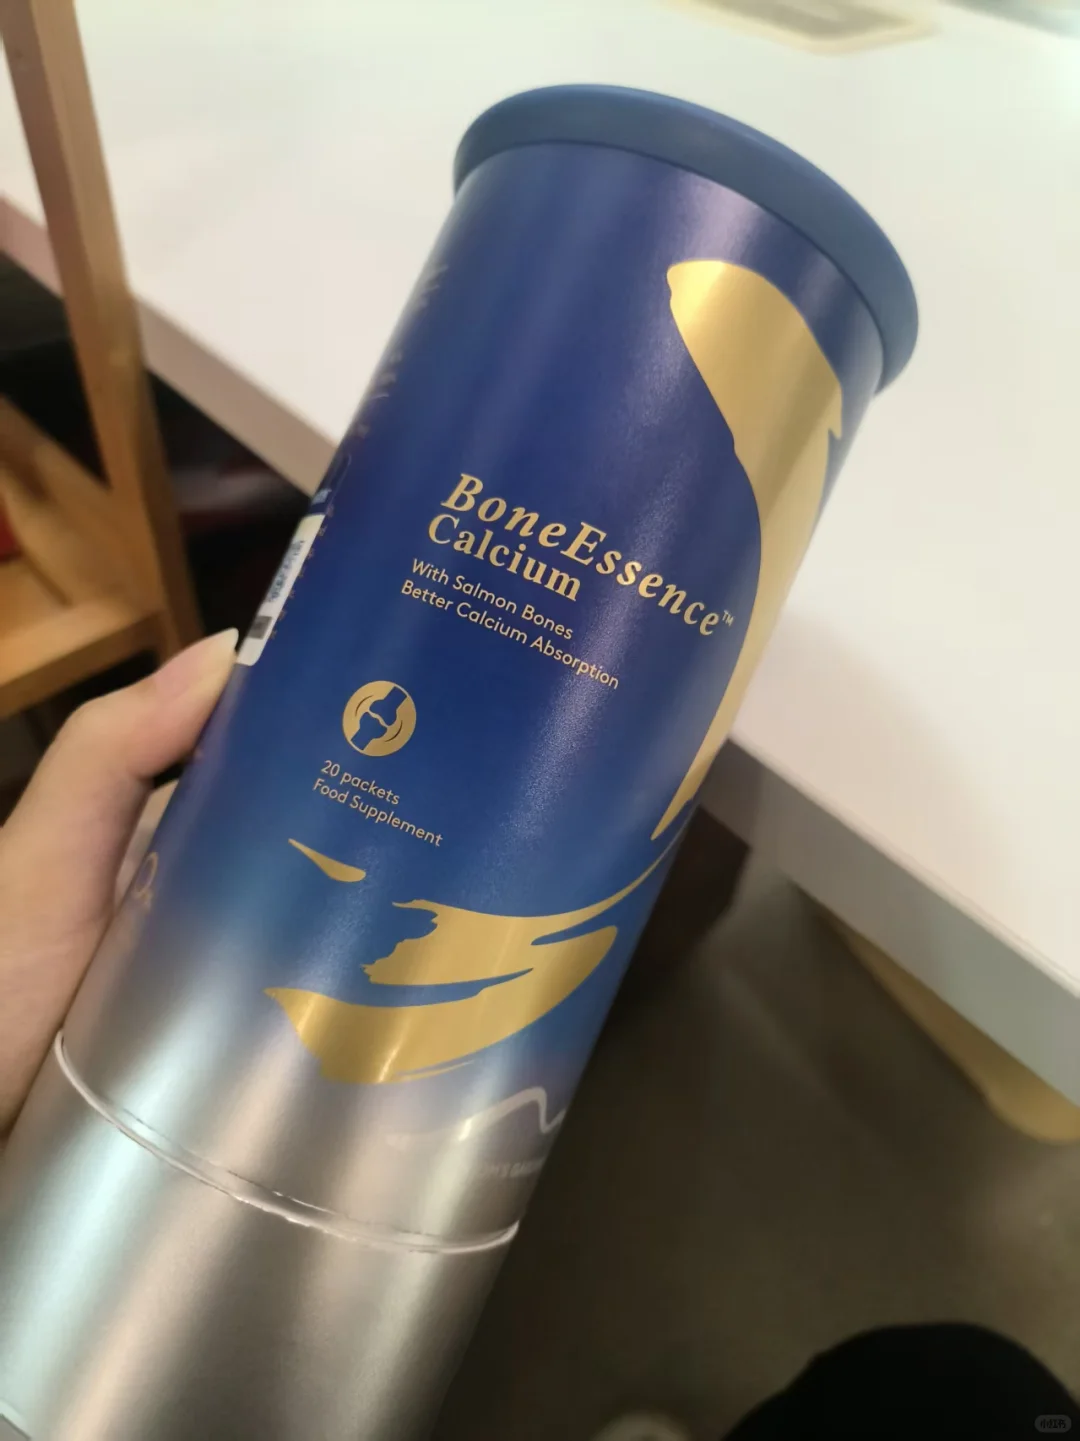 BoneEssence™
Calcium
With Salmon Bones
Better Calcium Absorption
20 packets
Food Supplement